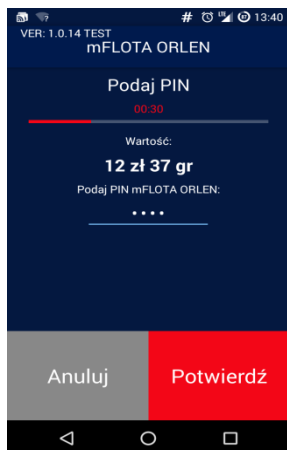 # 13:40
VER: 1.0.14 TEST
mFLOTA ORLEN
Podaj PIN
00:30
Wartość:
12 zł 37 gr
Podaj PIN mFLOTA ORLEN:
• • • •
Anuluj
Potwierdź